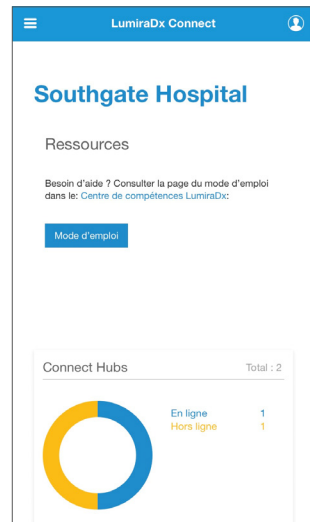 LumiraDx Connect
Southgate Hospital
Ressources
Besoin d'aide ? Consulter la page du mode d'emploi
dans le: Centre de compétences LumiraDx:
Mode d'emploi
Connect Hubs Total : 2
En ligne 1
Hors ligne 1